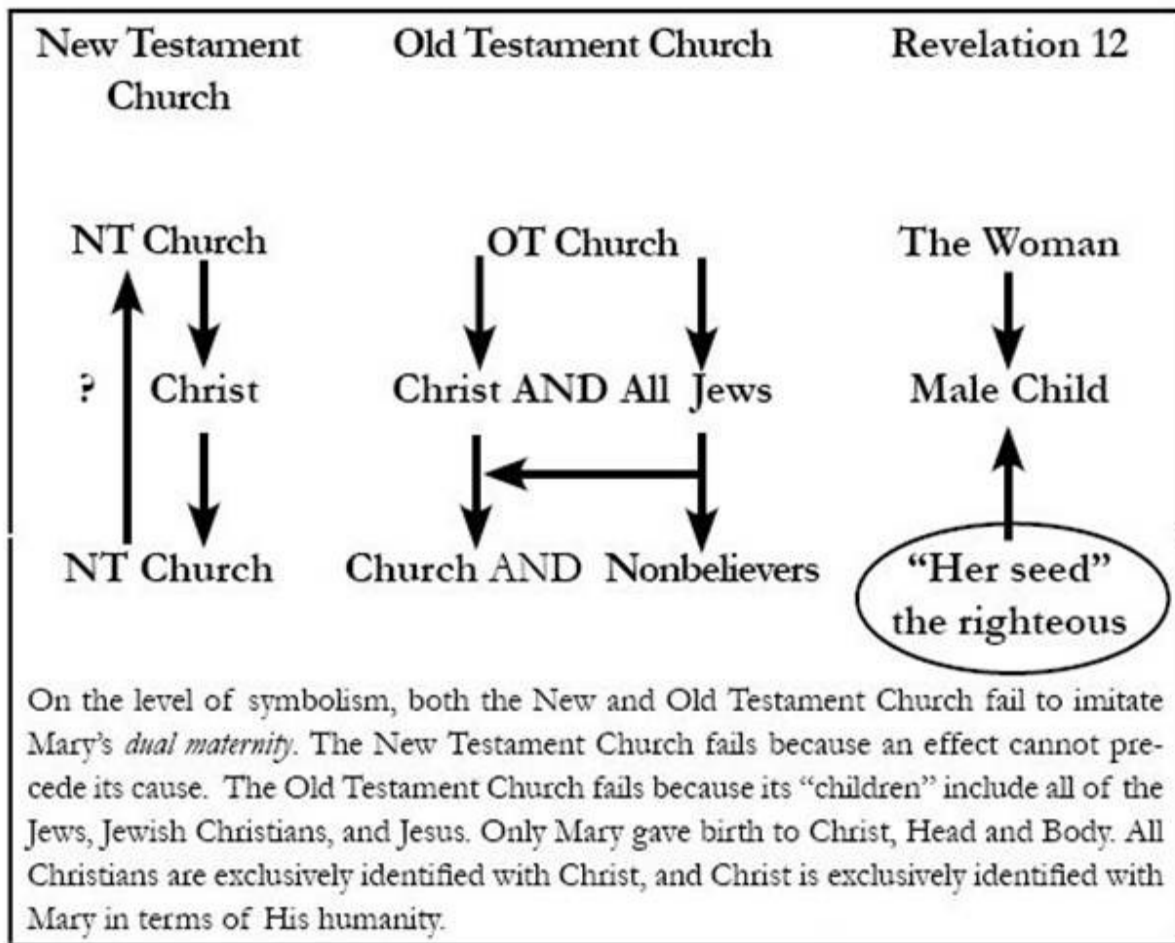 New Testament
Church
Old Testament Church
Revelation 12
NT Church
OT Church
The Woman
? Christ
Christ AND All Jews
Male Child
NT Church
Church AND Nonbelievers
“Her seed”
the righteous
On the level of symbolism, both the New and Old Testament Church fail to imitate
Mary’s dual maternity. The New Testament Church fails because an effect cannot pre-
cede its cause. The Old Testament Church fails because its “children” include all of the
Jews, Jewish Christians, and Jesus. Only Mary gave birth to Christ, Head and Body. All
Christians are exclusively identified with Christ, and Christ is exclusively identified with
Mary in terms of His humanity.